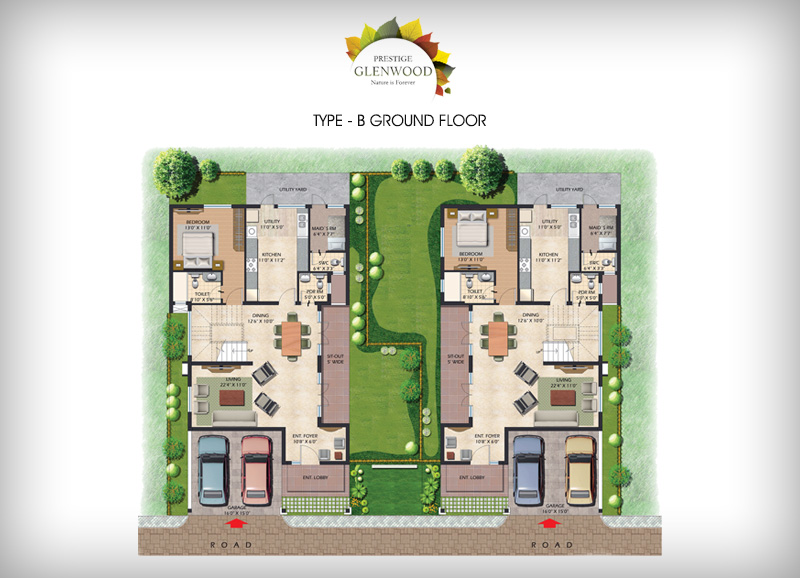 PRESTIGE
GLENWOOD
Nature is Forever
TYPE - B GROUND FLOOR
UTILITY YARD
BEDROOM
13'0" X 11'0"
UTILITY
11'0" X 5'0"
MAID'S RM
6'4" X 7'7"
KITCHEN
11'0" X 11'2"
SWC
6'4" X 3'3"
TOILET
8'10" X 5'6"
PDR RM
5'0" X 5'0"
DINING
12'6" X 10'0"
SIT-OUT
5' WIDE
LIVING
22'4" X 11'0"
ENT. FOYER
10'8" X 6'0"
ENT. LOBBY
GARAGE
16'0" X 15'0"
ROAD
UTILITY YARD
UTILITY
11'0" X 5'0"
MAID'S RM
6'4" X 7'7"
BEDROOM
13'0" X 11'0"
KITCHEN
11'0" X 11'2"
SWC
6'4" X 3'3"
TOILET
8'10" X 5'6"
PDR RM
5'0" X 5'0"
DINING
12'6" X 10'0"
SIT-OUT
5' WIDE
LIVING
22'4" X 11'0"
ENT. FOYER
10'8" X 6'0"
ENT. LOBBY
GARAGE
16'0" X 15'0"
ROAD